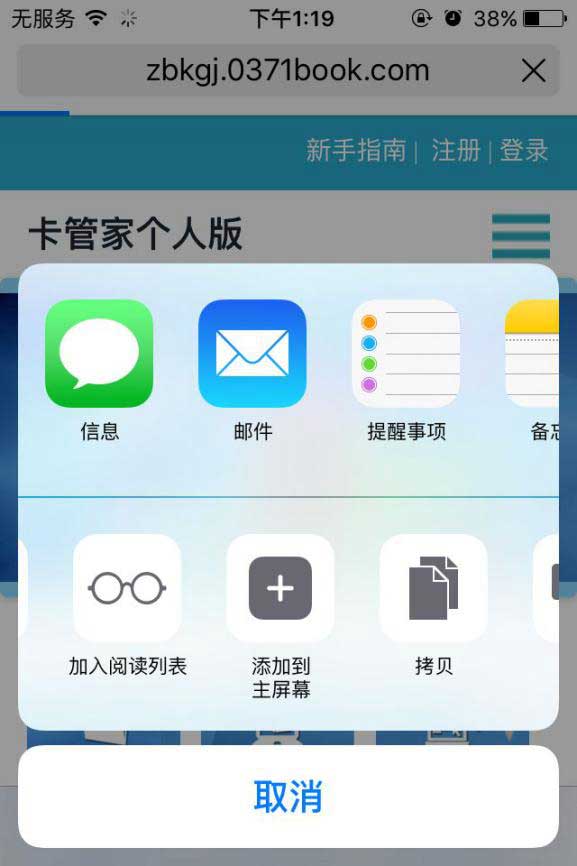 无服务 下午1:19 38%
zbkgj.0371book.com
新手指南 | 注册 | 登录
卡管家个人版
信息 邮件 提醒事项 备忘
加入阅读列表 添加到 拷贝
主屏幕
取消